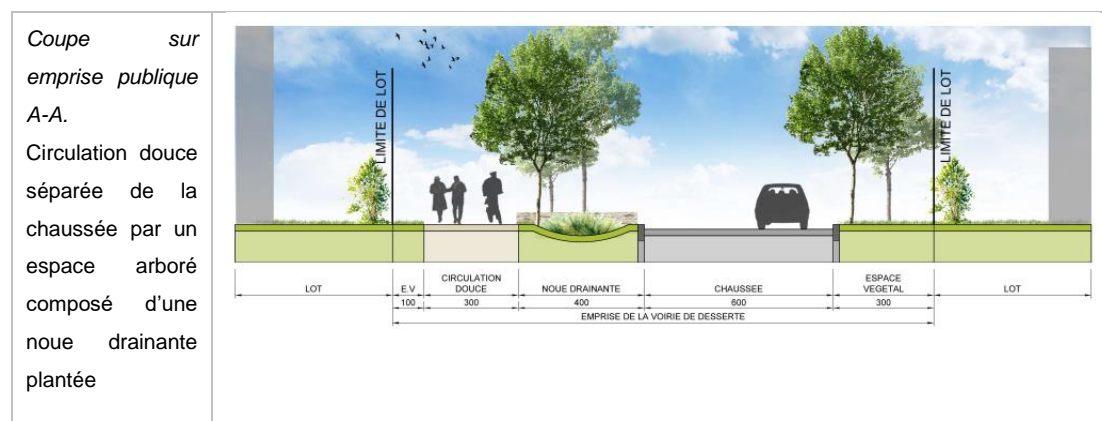 Coupe sur
emprise publique
A-A.
Circulation douce
séparée de la
chaussée par un
espace arboré
composé d'une
noue drainante
plantée
LIMITE DE LOT
LIMITE DE LOT
LOT
E.V
CIRCULATION
DOUCE
NOUE DRAINANTE
CHAUSSEE
ESPACE
VEGETAL
LOT
100
300
400
600
300
EMPRISE DE LA VOIRIE DE DESSERTE